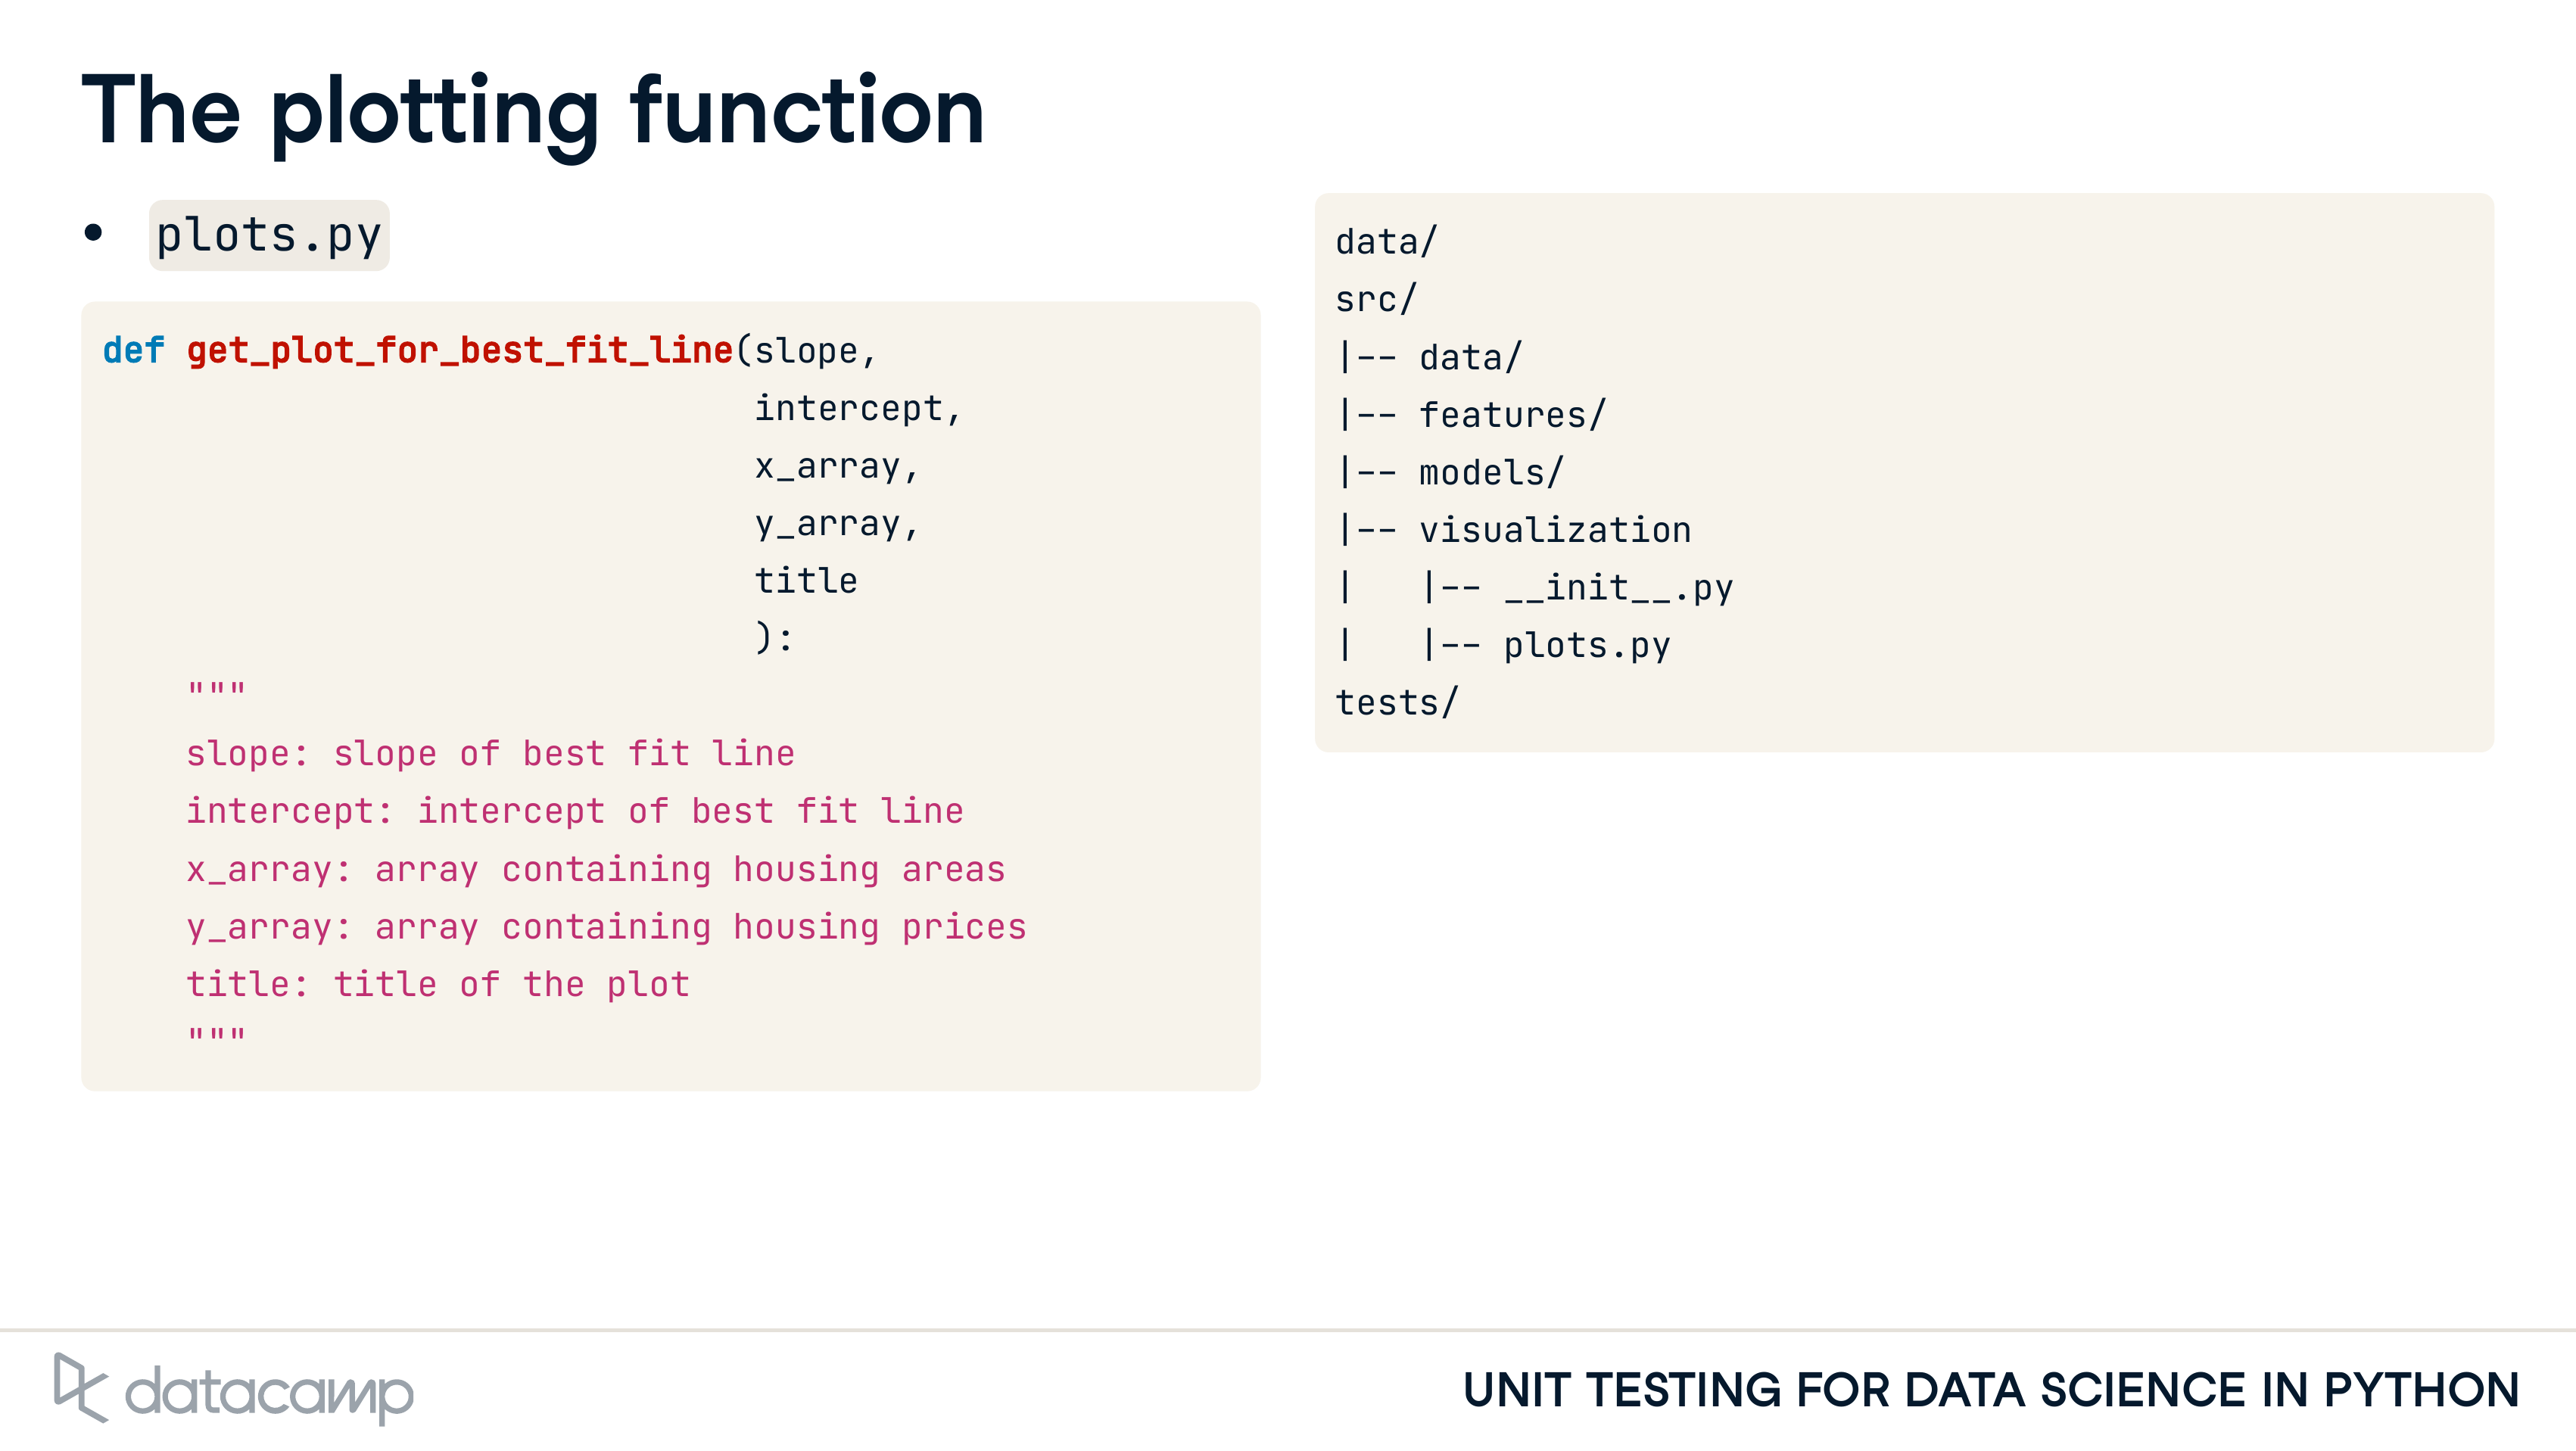 The plotting function
• plots.py
def get_plot_for_best_fit_line(slope,
                               intercept,
                               x_array,
                               y_array,
                               title
                               ):
    """
    slope: slope of best fit line
    intercept: intercept of best fit line
    x_array: array containing housing areas
    y_array: array containing housing prices
    title: title of the plot
    """
data/
src/
|-- data/
|-- features/
|-- models/
|-- visualization
|   |-- __init__.py
|   |-- plots.py
tests/
datacamp
UNIT TESTING FOR DATA SCIENCE IN PYTHON